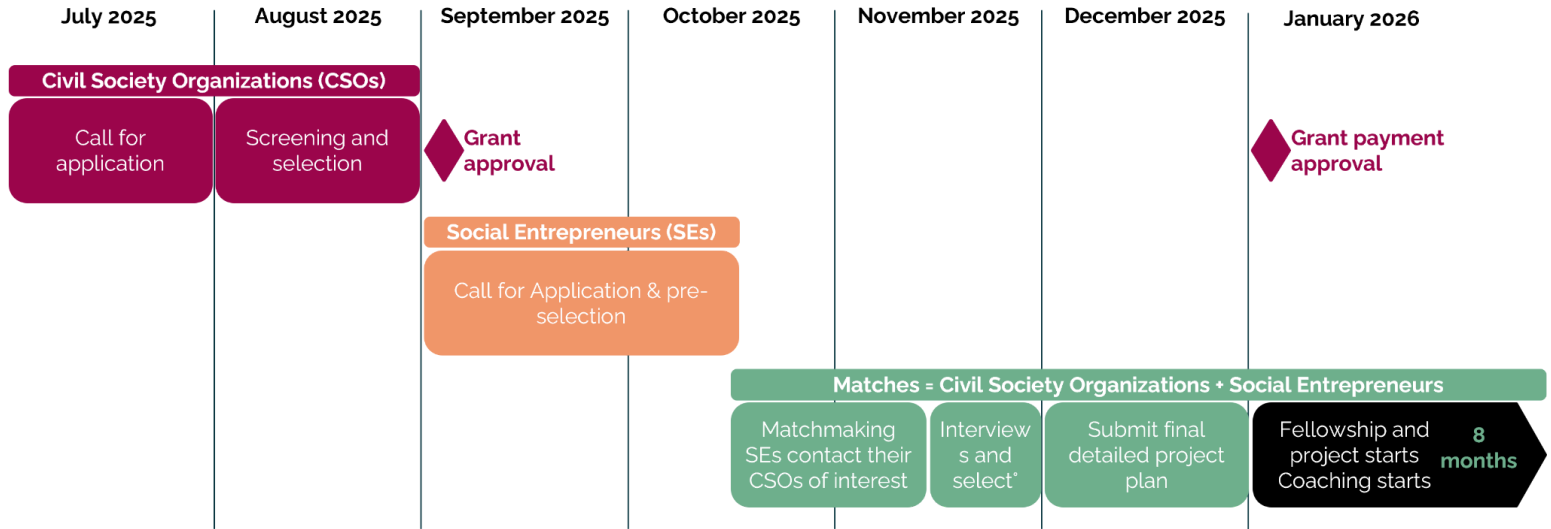 July 2025
August 2025
September 2025
October 2025
November 2025
December 2025
January 2026
Civil Society Organizations (CSOs)
Call for
application
Screening and
selection
Grant
approval
Grant payment
approval
Social Entrepreneurs (SEs)
Call for Application & pre-
selection
Matches = Civil Society Organizations + Social Entrepreneurs
Matchmaking
SEs contact their
CSOs of interest
Interview
s and
select°
Submit final
detailed project
plan
Fellowship and
project starts
Coaching starts
8
months